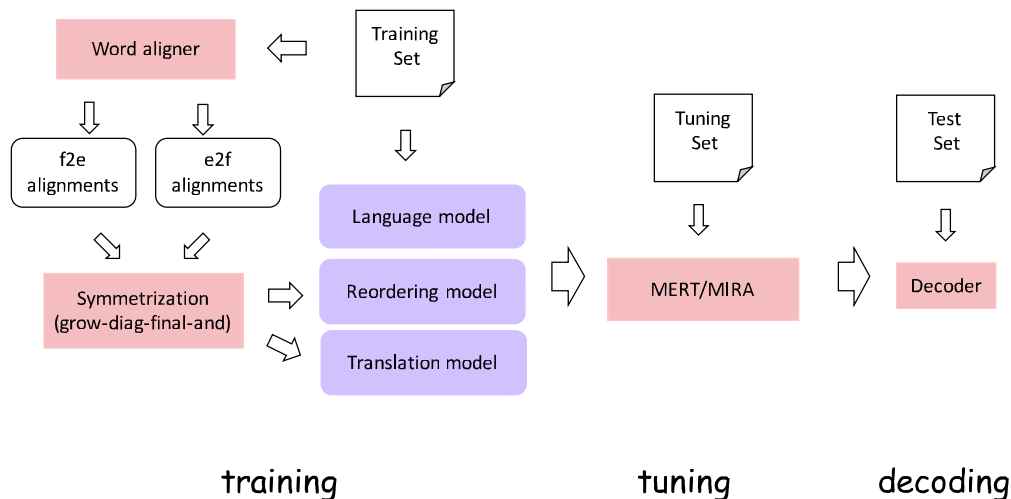 Word aligner
Training
Set
f2e
alignments
e2f
alignments
Symmetrization
(grow-diag-final-and)
Language model
Reordering model
Translation model
Tuning
Set
MERT/MIRA
Test
Set
Decoder
training
tuning
decoding